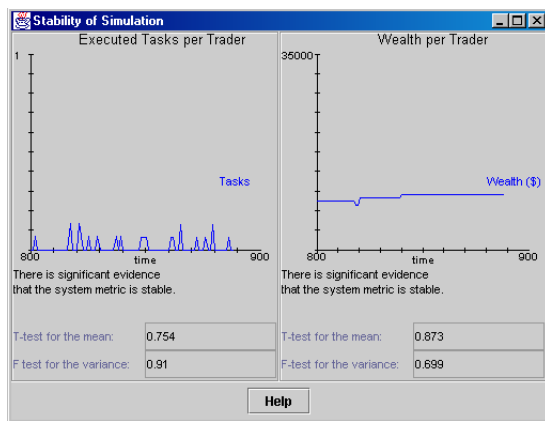 Stability of Simulation
Executed Tasks per Trader
1
Tasks
800
time
900
There is significant evidence
that the system metric is stable.
T-test for the mean:
0.754
F test for the variance:
0.91
Wealth per Trader
35000
Wealth ($)
800
time
900
There is significant evidence
that the system metric is stable.
T-test for the mean:
0.873
F-test for the variance:
0.699
Help